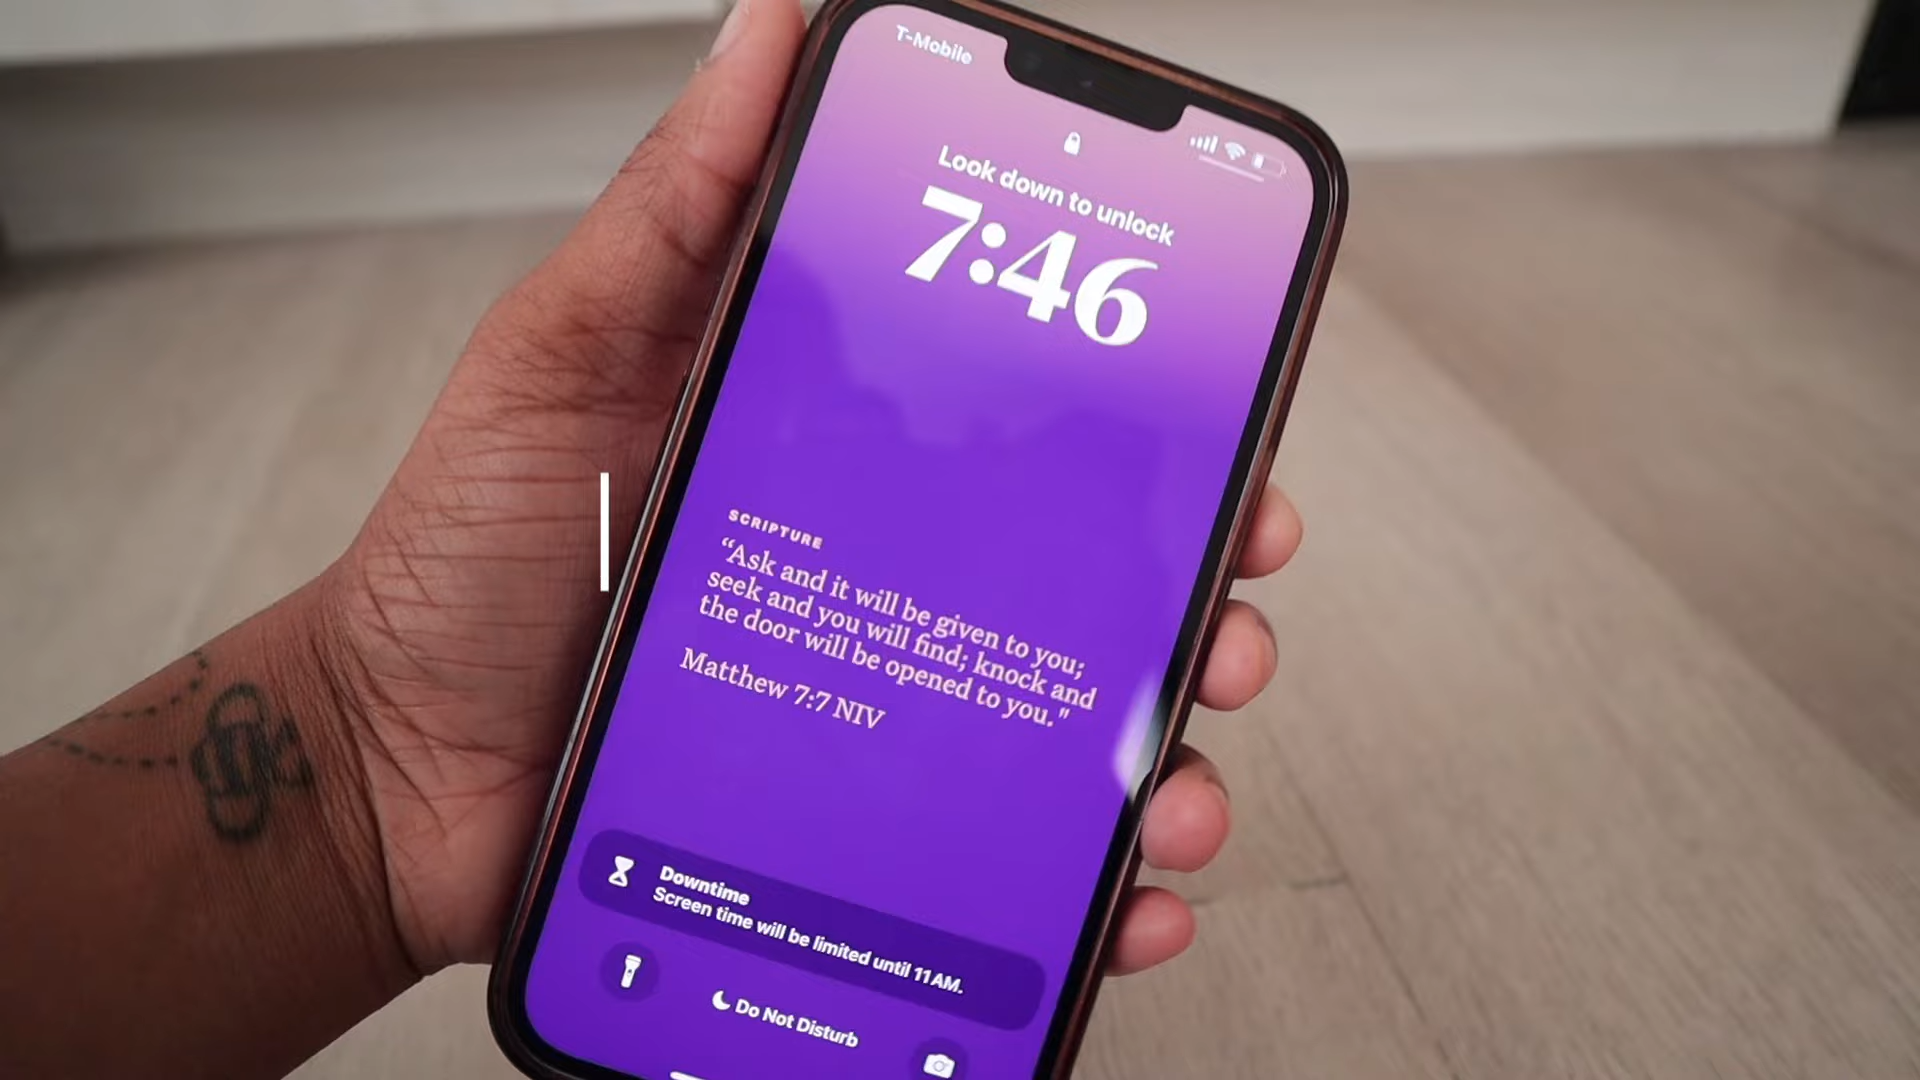 T-Mobile
Look down to unlock
7:46
SCRIPTURE
“Ask and it will be given to you;
seek and you will find; knock and
the door will be opened to you."
Matthew 7:7 NIV
Downtime
Screen time will be limited until 11 AM.
Do Not Disturb